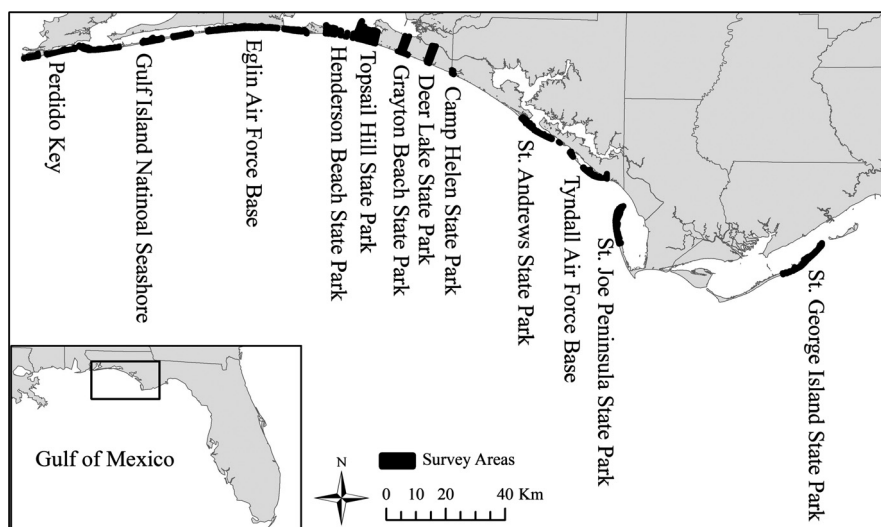 Perdido Key
Gulf Island Natinoal Seashore
Eglin Air Force Base
Henderson Beach State Park
Topsail Hill State Park
Grayton Beach State Park
Deer Lake State Park
Camp Helen State Park
St. Andrews State Park
Tyndall Air Force Base
St. Joe Peninsula State Park
St. George Island State Park
Gulf of Mexico
N
Survey Areas
0 10 20 40 Km